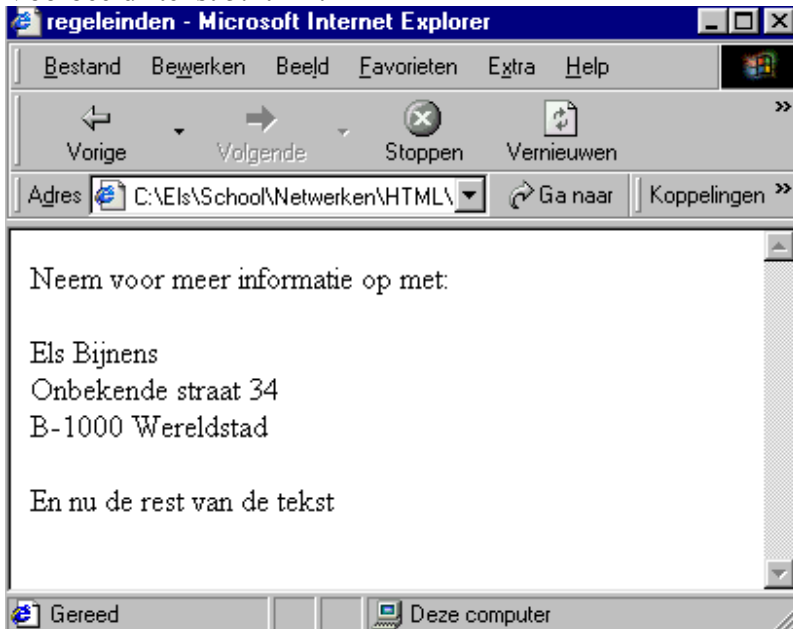 regeleinden - Microsoft Internet Explorer
Bestand Bewerken Beeld Favorieten Extra Help
»
Vorige Volgende Stoppen Vernieuwen
Adres C:\Els\School\Netwerken\HTML\ Ga naar Koppelingen »
Neem voor meer informatie op met:
Els Bijnens
Onbekende straat 34
B-1000 Wereldstad
En nu de rest van de tekst
Gereed Deze computer